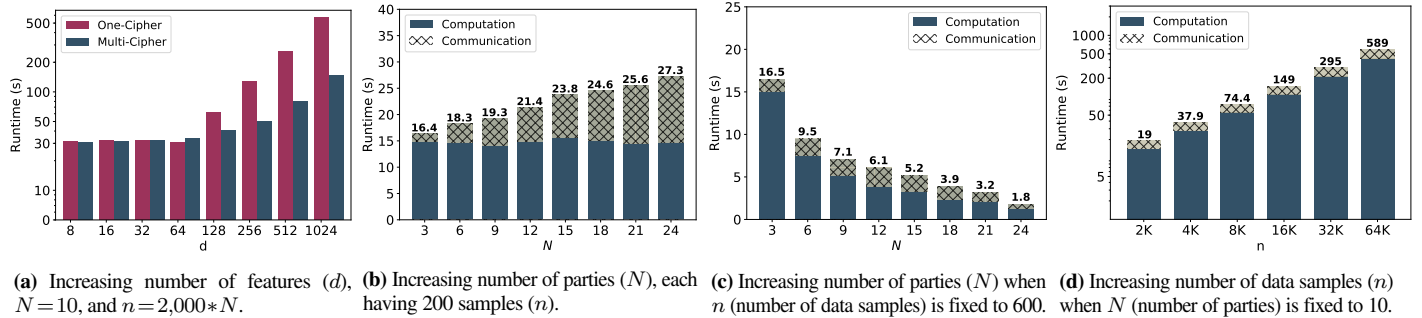 One-Cipher
Multi-Cipher
Runtime (s)
500
200
100
50
30
10
0
8 16 32 64 128 256 512 1024
d
(a) Increasing number of features (d),
N=10, and n=2,000*N.
Computation
Communication
Runtime (s)
40
35
30
25
20
15
10
5
0
16.4 18.3 19.3 21.4 23.8 24.6 25.6 27.3
3 6 9 12 15 18 21 24
N
(b) Increasing number of parties (N), each
having 200 samples (n).
Computation
Communication
Runtime (s)
25
20
15
10
5
0
16.5 9.5 7.1 6.1 5.2 3.9 3.2 1.8
3 6 9 12 15 18 21 24
N
(c) Increasing number of parties (N) when
n (number of data samples) is fixed to 600.
Computation
Communication
Runtime (s)
1000
500
200
50
5
19 37.9 74.4 149 295 589
2K 4K 8K 16K 32K 64K
n
(d) Increasing number of data samples (n)
when N (number of parties) is fixed to 10.